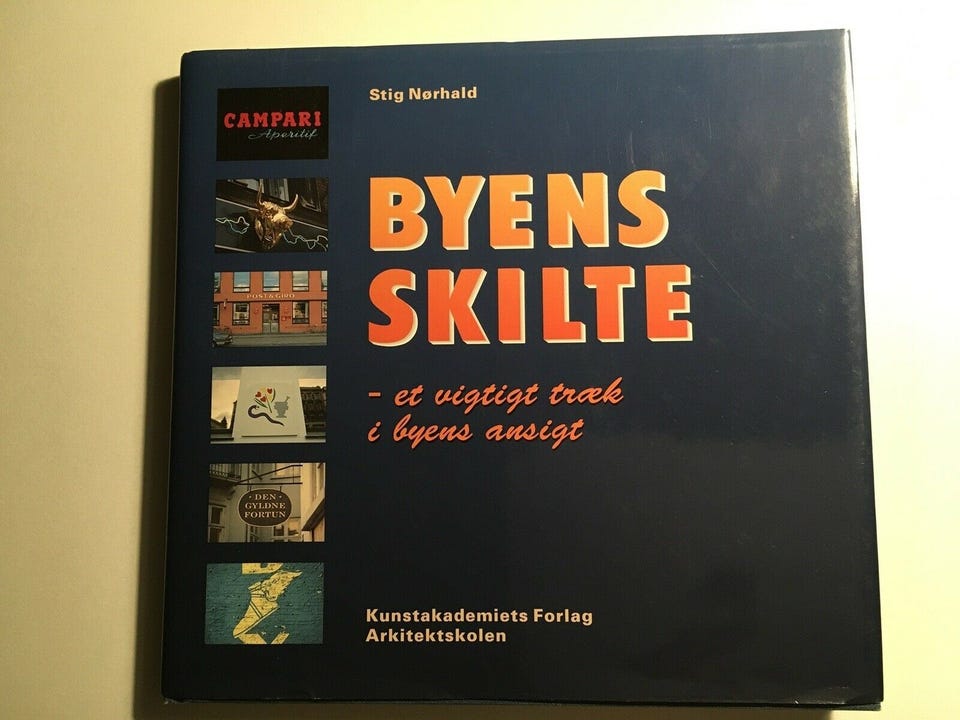 Stig Nørhald
CAMPARI
Aperitif
BYENS
SKILTE
POST & GIRO
- et vigtigt træk
i byens ansigt
· DEN ·
GYLDNE
FORTUN
Kunstakademiets Forlag
Arkitektskolen